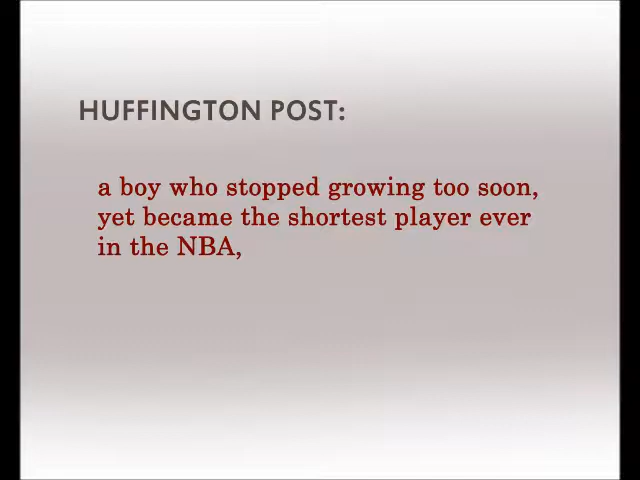 HUFFINGTON POST:
a boy who stopped growing too soon,
yet became the shortest player ever
in the NBA,